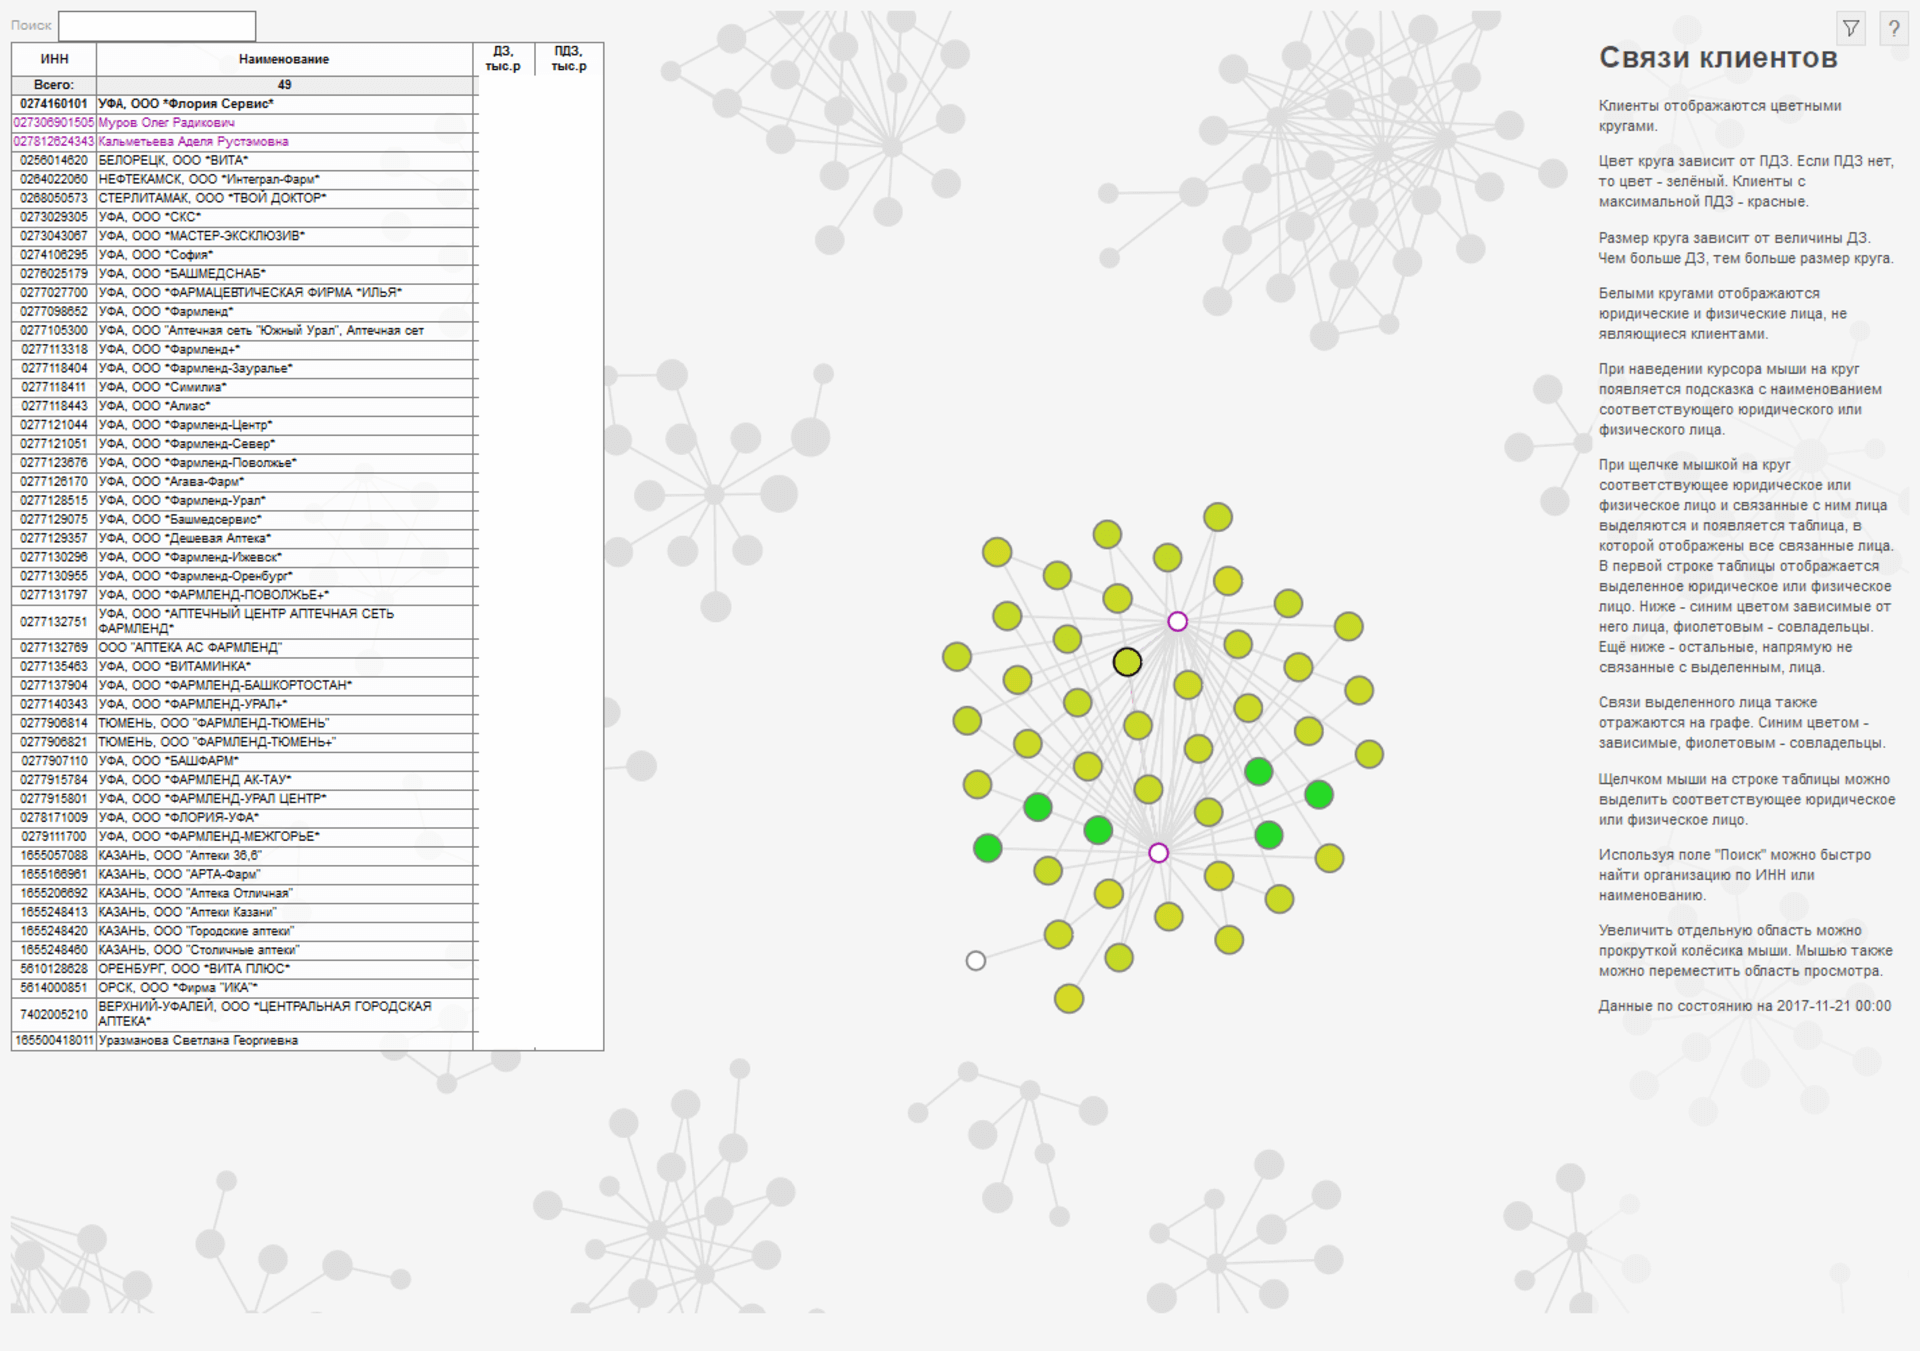 Поиск
ИНН Наименование ДЗ, тыс.р ПДЗ, тыс.р
Всего: 49
0274160101 УФА, ООО *Флория Сервис*
027306901505 Муров Олег Радикович
027812624343 Кальметьева Аделя Рустэмовна
0256014620 БЕЛОРЕЦК, ООО *ВИТА*
0264022060 НЕФТЕКАМСК, ООО *Интеграл-Фарм*
0268050573 СТЕРЛИТАМАК, ООО *ТВОЙ ДОКТОР*
0273029305 УФА, ООО *СКС*
0273043067 УФА, ООО *МАСТЕР-ЭКСКЛЮЗИВ*
0274106295 УФА, ООО *София*
0276025179 УФА, ООО *БАШМЕДСНАБ*
0277027700 УФА, ООО *ФАРМАЦЕВТИЧЕСКАЯ ФИРМА *ИЛЬЯ*
0277098652 УФА, ООО *Фармленд*
0277105300 УФА, ООО "Аптечная сеть "Южный Урал", Аптечная сет
0277113318 УФА, ООО *Фармленд+*
0277118404 УФА, ООО *Фармленд-Зауралье*
0277118411 УФА, ООО *Симилиа*
0277118443 УФА, ООО *Алиас*
0277121044 УФА, ООО *Фармленд-Центр*
0277121051 УФА, ООО *Фармленд-Север*
0277123676 УФА, ООО *Фармленд-Поволжье*
0277126170 УФА, ООО *Агава-Фарм*
0277128515 УФА, ООО *Фармленд-Урал*
0277129075 УФА, ООО *Башмедсервис*
0277129357 УФА, ООО *Дешевая Аптека*
0277130296 УФА, ООО *Фармленд-Ижевск*
0277130955 УФА, ООО *Фармленд-Оренбург*
0277131797 УФА, ООО *ФАРМЛЕНД-ПОВОЛЖЬЕ+*
0277132751 УФА, ООО *АПТЕЧНЫЙ ЦЕНТР АПТЕЧНАЯ СЕТЬ
ФАРМЛЕНД*
0277132769 ООО "АПТЕКА АС ФАРМЛЕНД"
0277135463 УФА, ООО *ВИТАМИНКА*
0277137904 УФА, ООО *ФАРМЛЕНД-БАШКОРТОСТАН*
0277140343 УФА, ООО *ФАРМЛЕНД-УРАЛ+*
0277906814 ТЮМЕНЬ, ООО "ФАРМЛЕНД-ТЮМЕНЬ"
0277906821 ТЮМЕНЬ, ООО "ФАРМЛЕНД-ТЮМЕНЬ+"
0277907110 УФА, ООО *БАШФАРМ*
0277915784 УФА, ООО *ФАРМЛЕНД АК-ТАУ*
0277915801 УФА, ООО *ФАРМЛЕНД-УРАЛ ЦЕНТР*
0278171009 УФА, ООО *ФЛОРИЯ-УФА*
0279111700 УФА, ООО *ФАРМЛЕНД-МЕЖГОРЬЕ*
1655057088 КАЗАНЬ, ООО "Аптеки 36,6"
1655166961 КАЗАНЬ, ООО "АРТА-Фарм"
1655206692 КАЗАНЬ, ООО "Аптека Отличная"
1655248413 КАЗАНЬ, ООО "Аптеки Казани"
1655248420 КАЗАНЬ, ООО "Городские аптеки"
1655248460 КАЗАНЬ, ООО "Столичные аптеки"
5610128628 ОРЕНБУРГ, ООО *ВИТА ПЛЮС*
5614000851 ОРСК, ООО *Фирма "ИКА"*
7402005210 ВЕРХНИЙ-УФАЛЕЙ, ООО *ЦЕНТРАЛЬНАЯ ГОРОДСКАЯ
АПТЕКА*
165500418011 Уразманова Светлана Георгиевна
?
Связи клиентов
Клиенты отображаются цветными
кругами.
Цвет круга зависит от ПДЗ. Если ПДЗ нет,
то цвет - зелёный. Клиенты с
максимальной ПДЗ - красные.
Размер круга зависит от величины ДЗ.
Чем больше ДЗ, тем больше размер круга.
Белыми кругами отображаются
юридические и физические лица, не
являющиеся клиентами.
При наведении курсора мыши на круг
появляется подсказка с наименованием
соответствующего юридического или
физического лица.
При щелчке мышкой на круг
соответствующее юридическое или
физическое лицо и связанные с ним лица
выделяются и появляется таблица, в
которой отображены все связанные лица.
В первой строке таблицы отображается
выделенное юридическое или физическое
лицо. Ниже - синим цветом зависимые от
него лица, фиолетовым - совладельцы.
Ещё ниже - остальные, напрямую не
связанные с выделенным, лица.
Связи выделенного лица также
отражаются на графе. Синим цветом -
зависимые, фиолетовым - совладельцы.
Щелчком мыши на строке таблицы можно
выделить соответствующее юридическое
или физическое лицо.
Используя поле "Поиск" можно быстро
найти организацию по ИНН или
наименованию.
Увеличить отдельную область можно
прокруткой колёсика мыши. Мышью также
можно переместить область просмотра.
Данные по состоянию на 2017-11-21 00:00